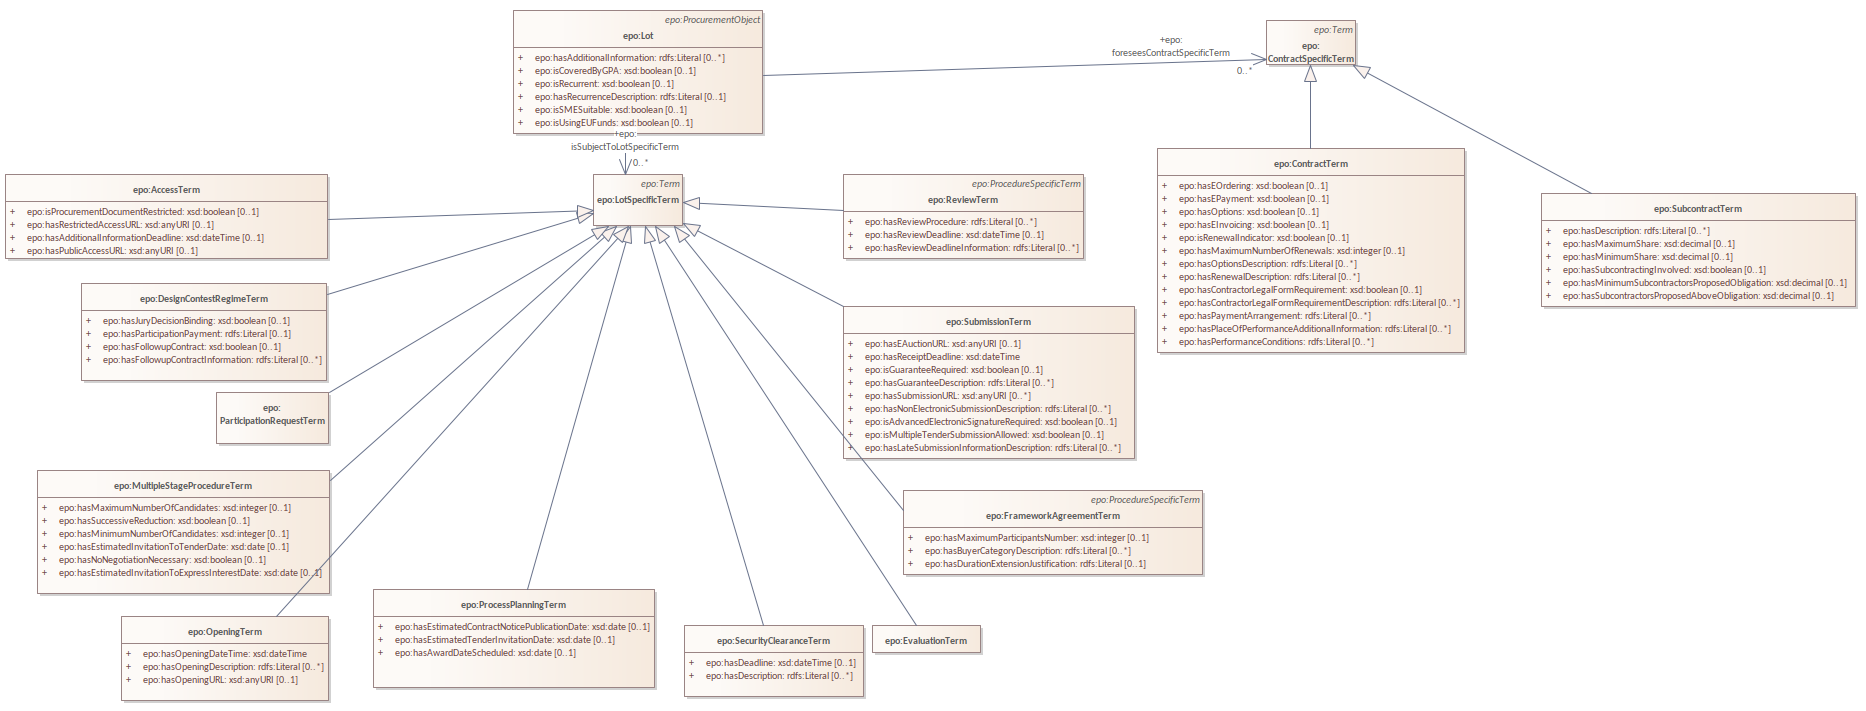 epo:ProcurementObject
epo:Lot
+ epo:hasAdditionalInformation: rdfs:Literal [0..*]
+ epo:isCoveredByGPA: xsd:boolean [0..1]
+ epo:isRecurrent: xsd:boolean [0..1]
+ epo:hasRecurrenceDescription: rdfs:Literal [0..1]
+ epo:isSMESuitable: xsd:boolean [0..1]
+ epo:isUsingEUFunds: xsd:boolean [0..1]
+epo:
foreseesContractSpecificTerm
0..*
epo:Term
epo:
ContractSpecificTerm
+epo:
isSubjectToLotSpecificTerm
0..*
epo:Term
epo:LotSpecificTerm
epo:AccessTerm
+ epo:isProcurementDocumentRestricted: xsd:boolean [0..1]
+ epo:hasRestrictedAccessURL: xsd:anyURI [0..1]
+ epo:hasAdditionalInformationDeadline: xsd:dateTime [0..1]
+ epo:hasPublicAccessURL: xsd:anyURI [0..1]
epo:ProcedureSpecificTerm
epo:ReviewTerm
+ epo:hasReviewProcedure: rdfs:Literal [0..*]
+ epo:hasReviewDeadline: xsd:dateTime [0..1]
+ epo:hasReviewDeadlineInformation: rdfs:Literal [0..*]
epo:ContractTerm
+ epo:hasEOrdering: xsd:boolean [0..1]
+ epo:hasEPayment: xsd:boolean [0..1]
+ epo:hasOptions: xsd:boolean [0..1]
+ epo:hasEInvoicing: xsd:boolean [0..1]
+ epo:isRenewalIndicator: xsd:boolean [0..1]
+ epo:hasMaximumNumberOfRenewals: xsd:integer [0..1]
+ epo:hasOptionsDescription: rdfs:Literal [0..*]
+ epo:hasRenewalDescription: rdfs:Literal [0..*]
+ epo:hasContractorLegalFormRequirement: xsd:boolean [0..1]
+ epo:hasContractorLegalFormRequirementDescription: rdfs:Literal [0..*]
+ epo:hasPaymentArrangement: rdfs:Literal [0..*]
+ epo:hasPlaceOfPerformanceAdditionalInformation: rdfs:Literal [0..*]
+ epo:hasPerformanceConditions: rdfs:Literal [0..*]
epo:SubcontractTerm
+ epo:hasDescription: rdfs:Literal [0..*]
+ epo:hasMaximumShare: xsd:decimal [0..1]
+ epo:hasMinimumShare: xsd:decimal [0..1]
+ epo:hasSubcontractingInvolved: xsd:boolean [0..1]
+ epo:hasMinimumSubcontractorsProposedObligation: xsd:decimal [0..1]
+ epo:hasSubcontractorsProposedAboveObligation: xsd:decimal [0..1]
epo:DesignContestRegimeTerm
+ epo:hasJuryDecisionBinding: xsd:boolean [0..1]
+ epo:hasParticipationPayment: rdfs:Literal [0..1]
+ epo:hasFollowupContract: xsd:boolean [0..1]
+ epo:hasFollowupContractInformation: rdfs:Literal [0..*]
epo:SubmissionTerm
+ epo:hasEAuctionURL: xsd:anyURI [0..1]
+ epo:hasReceiptDeadline: xsd:dateTime
+ epo:isGuaranteeRequired: xsd:boolean [0..1]
+ epo:hasGuaranteeDescription: rdfs:Literal [0..*]
+ epo:hasSubmissionURL: xsd:anyURI [0..*]
+ epo:hasNonElectronicSubmissionDescription: rdfs:Literal [0..*]
+ epo:isAdvancedElectronicSignatureRequired: xsd:boolean [0..1]
+ epo:isMultipleTenderSubmissionAllowed: xsd:boolean [0..1]
+ epo:hasLateSubmissionInformationDescription: rdfs:Literal [0..*]
epo:
ParticipationRequestTerm
epo:MultipleStageProcedureTerm
+ epo:hasMaximumNumberOfCandidates: xsd:integer [0..1]
+ epo:hasSuccessiveReduction: xsd:boolean [0..1]
+ epo:hasMinimumNumberOfCandidates: xsd:integer [0..1]
+ epo:hasEstimatedInvitationToTenderDate: xsd:date [0..1]
+ epo:hasNoNegotiationNecessary: xsd:boolean [0..1]
+ epo:hasEstimatedInvitationToExpressInterestDate: xsd:date [0..1]
epo:ProcedureSpecificTerm
epo:FrameworkAgreementTerm
+ epo:hasMaximumParticipantsNumber: xsd:integer [0..1]
+ epo:hasBuyerCategoryDescription: rdfs:Literal [0..*]
+ epo:hasDurationExtensionJustification: rdfs:Literal [0..1]
epo:ProcessPlanningTerm
+ epo:hasEstimatedContractNoticePublicationDate: xsd:date [0..1]
+ epo:hasEstimatedTenderInvitationDate: xsd:date [0..1]
+ epo:hasAwardDateScheduled: xsd:date [0..1]
epo:OpeningTerm
+ epo:hasOpeningDateTime: xsd:dateTime
+ epo:hasOpeningDescription: rdfs:Literal [0..*]
+ epo:hasOpeningURL: xsd:anyURI [0..1]
epo:SecurityClearanceTerm
+ epo:hasDeadline: xsd:dateTime [0..1]
+ epo:hasDescription: rdfs:Literal [0..*]
epo:EvaluationTerm